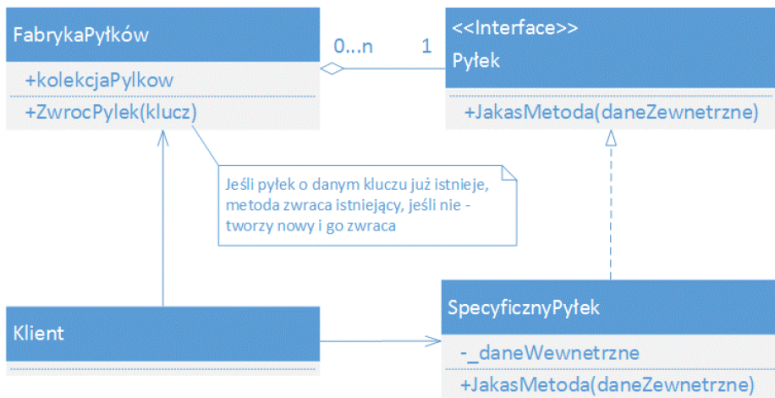 FabrykaPyłków
+kolekcjaPylkow
+ZwrocPylek(klucz)
0...n
1
<<Interface>>
Pyłek
+JakasMetoda(daneZewnetrzne)
Jeśli pyłek o danym kluczu już istnieje,
metoda zwraca istniejący, jeśli nie -
tworzy nowy i go zwraca
Klient
SpecyficznyPyłek
-_daneWewnetrzne
+JakasMetoda(daneZewnetrzne)